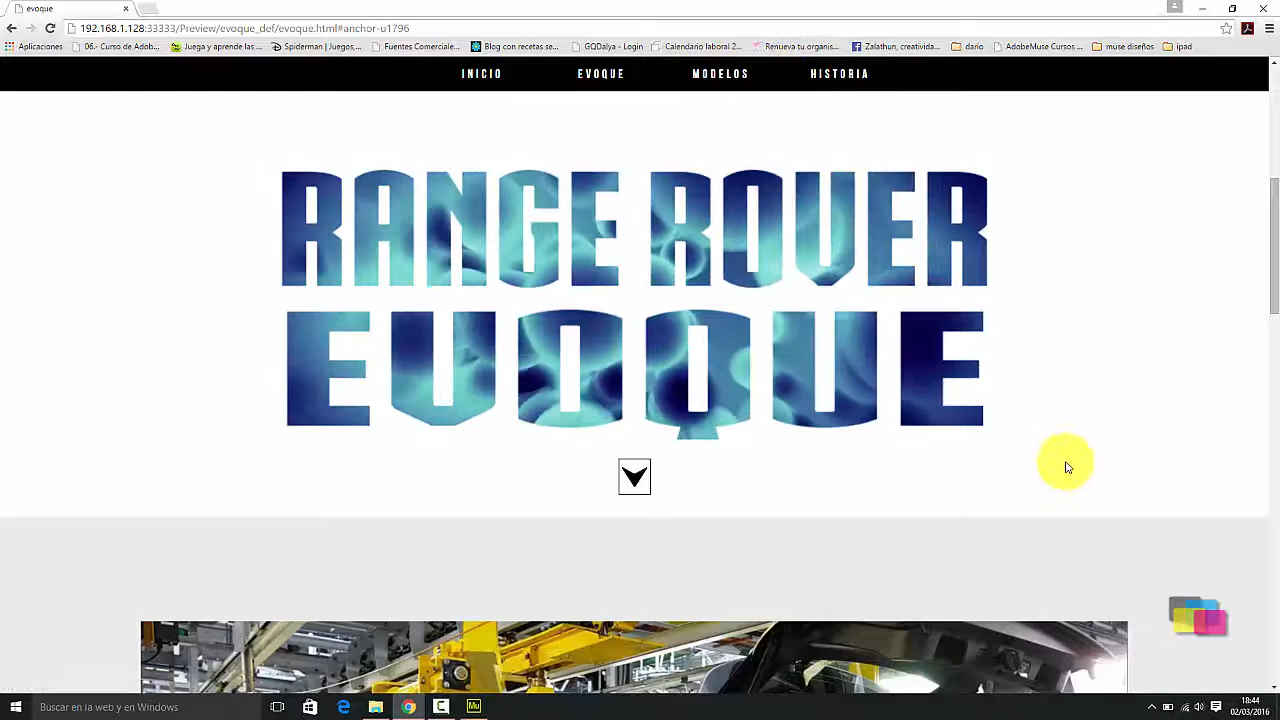 evoque
192.168.1.128:33333/Preview/evoque_def/evoque.html#anchor-u1796
Aplicaciones
06.- Curso de Adob...
Juega y aprende las...
Spiderman | Juegos,...
Fuentes Comerciale...
Blog con recetas en...
GQDalya - Login
Calendario laboral 2...
Renueva tu organis...
Zalathun, creativida...
dario
AdobeMuse Cursos ...
muse diseños
ipad
INICIO
EVOQUE
MODELOS
HISTORIA
RANGE ROVER
EVOQUE
Buscar en la web y en Windows
Mu
18:44
02/03/2016